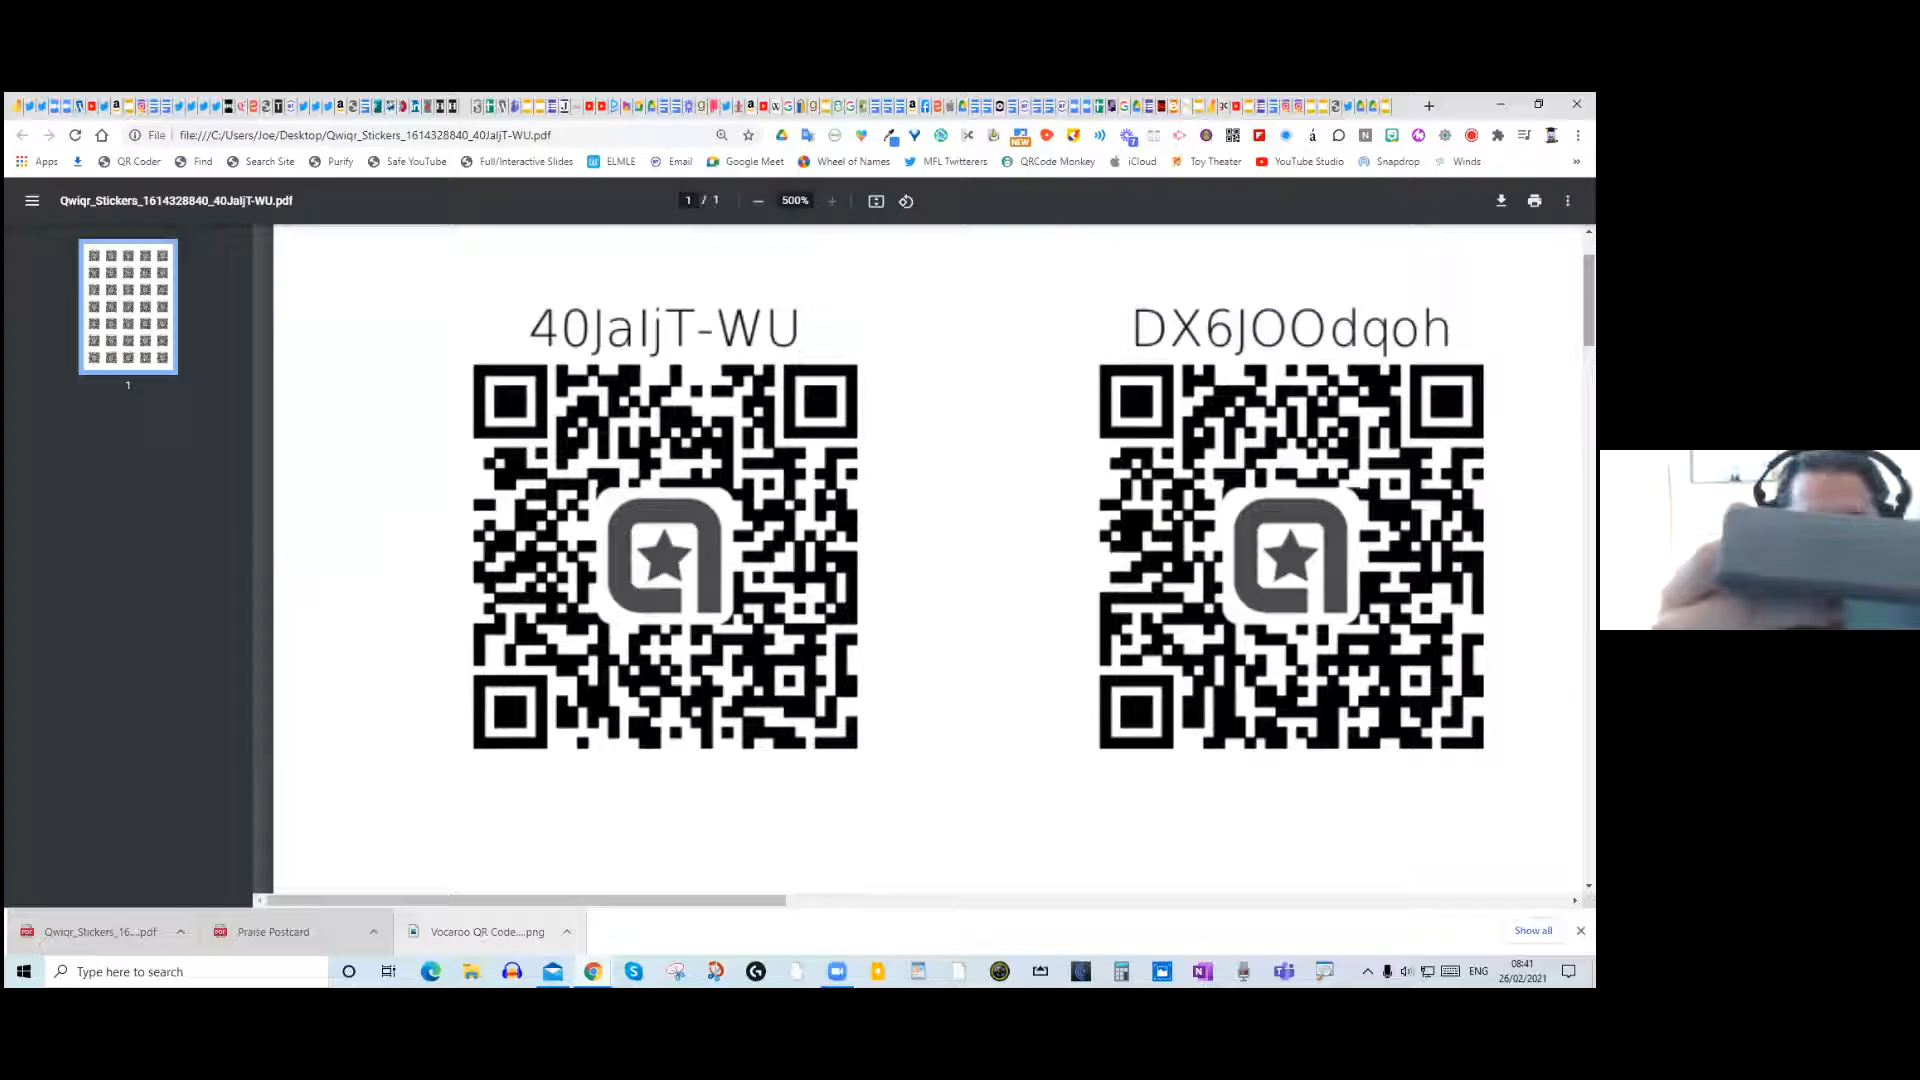 File file:///C:/Users/Joe/Desktop/Qwiqr_Stickers_1614328840_40JaljT-WU.pdf
NEW
Apps QR Coder Find Search Site Purify Safe YouTube Full/Interactive Slides ELMLE Email Google Meet Wheel of Names MFL Twitterers QRCode Monkey iCloud Toy Theater YouTube Studio Snapdrop Winds »
Qwiqr_Stickers_1614328840_40JaljT-WU.pdf 1 / 1 500%
40JaljT-WU DX6JOOdqoh
1
Qwiqr_Stickers_16....pdf Praise Postcard Vocaroo QR Code....png Show all
Type here to search ENG 08:41
26/02/2021